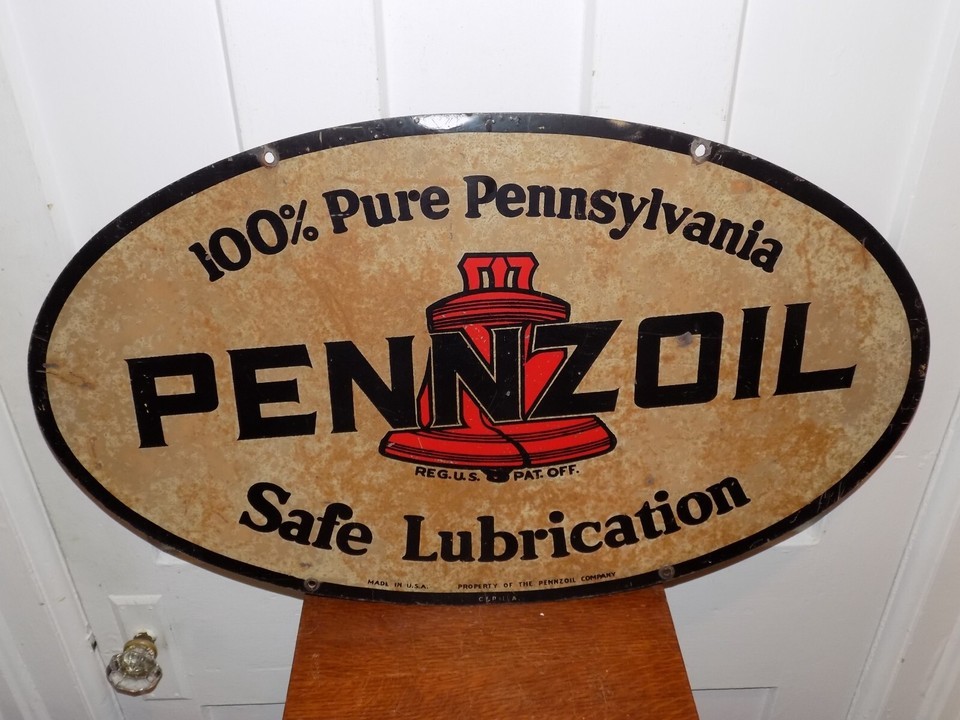 100% Pure Pennsylvania
PENNZOIL
REG. U.S. PAT. OFF.
Safe Lubrication
MADE IN U.S.A. PROPERTY OF THE PENNZOIL COMPANY